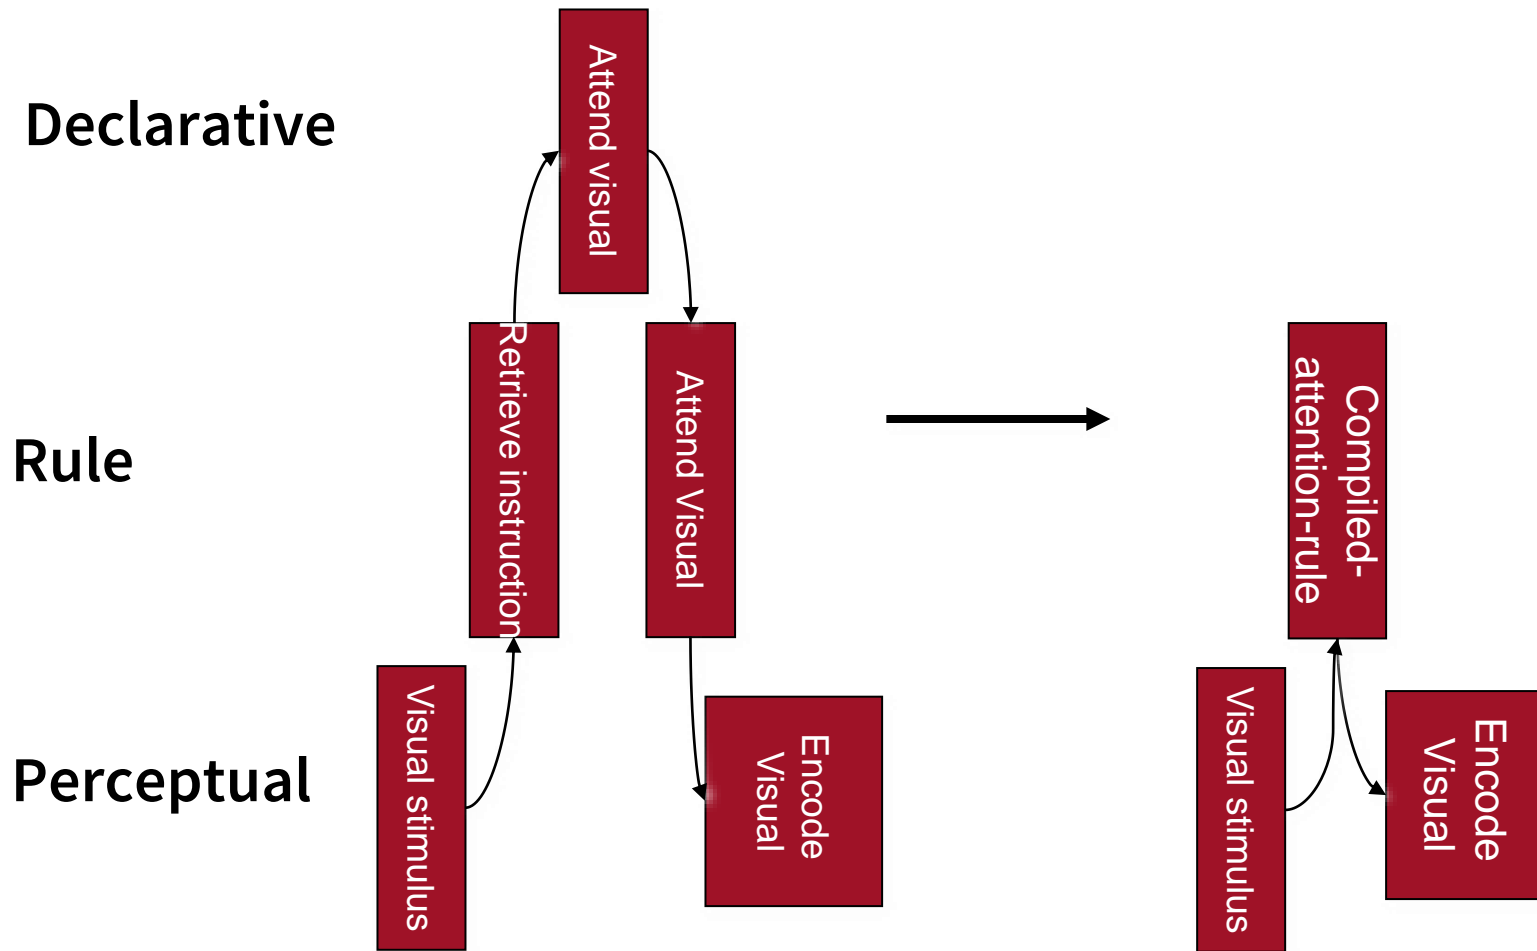 Declarative
Attend visual
Rule
Retrieve instruction
Attend Visual
Compiled-
attention-rule
Perceptual
Visual stimulus
Encode
Visual
Visual stimulus
Encode
Visual